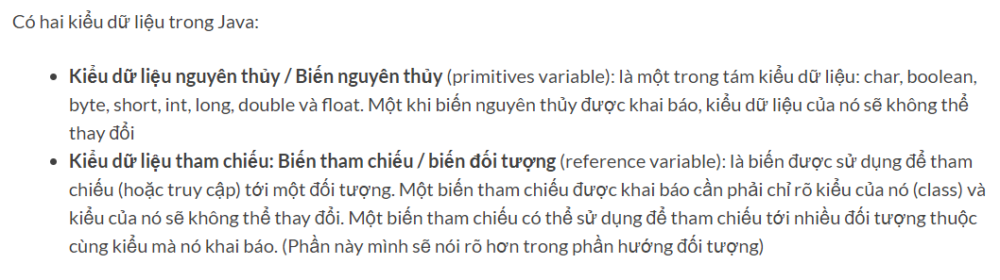 Có hai kiểu dữ liệu trong Java:
• Kiểu dữ liệu nguyên thủy / Biến nguyên thủy (primitives variable): là một trong tám kiểu dữ liệu: char, boolean,
byte, short, int, long, double và float. Một khi biến nguyên thủy được khai báo, kiểu dữ liệu của nó sẽ không thể
thay đổi
• Kiểu dữ liệu tham chiếu: Biến tham chiếu / biến đối tượng (reference variable): là biến được sử dụng để tham
chiếu (hoặc truy cập) tới một đối tượng. Một biến tham chiếu được khai báo cần phải chỉ rõ kiểu của nó (class) và
kiểu của nó sẽ không thể thay đổi. Một biến tham chiếu có thể sử dụng để tham chiếu tới nhiều đối tượng thuộc
cùng kiểu mà nó khai báo. (Phần này mình sẽ nói rõ hơn trong phần hướng đối tượng)